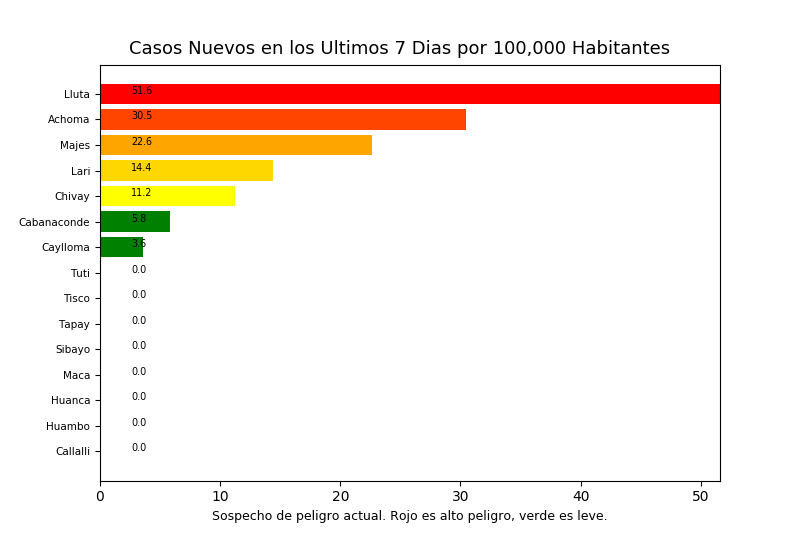 Casos Nuevos en los Ultimos 7 Dias por 100,000 Habitantes
Lluta 51.6
Achoma 30.5
Majes 22.6
Lari 14.4
Chivay 11.2
Cabanaconde 5.8
Caylloma 3.6
Tuti 0.0
Tisco 0.0
Tapay 0.0
Sibayo 0.0
Maca 0.0
Huanca 0.0
Huambo 0.0
Callalli 0.0
0 10 20 30 40 50
Sospecho de peligro actual. Rojo es alto peligro, verde es leve.